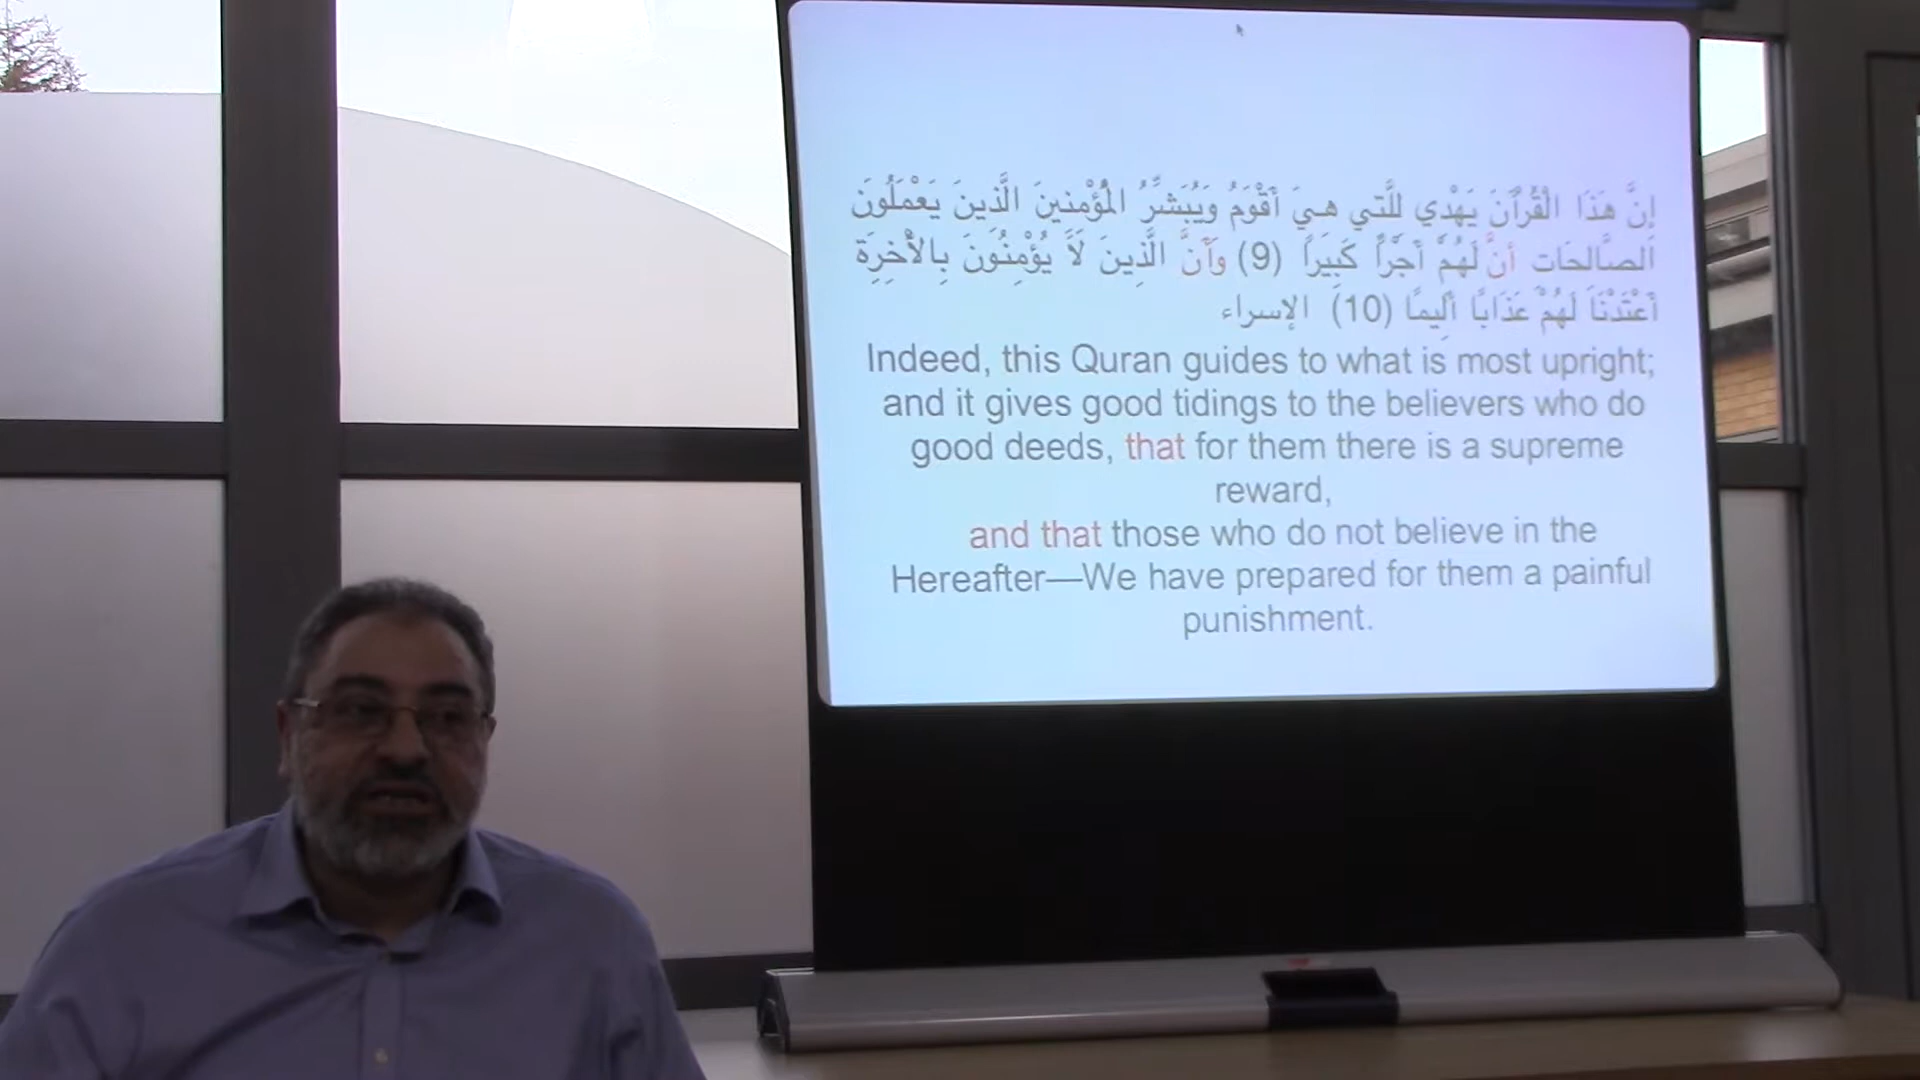 إِنَّ هَذَا الْقُرْآنَ يَهْدِي لِلَّتِي هِيَ أَقْوَمُ وَيُبَشِّرُ الْمُؤْمِنِينَ الَّذِينَ يَعْمَلُونَ
الصَّالِحَاتِ أَنَّ لَهُمْ أَجْرًا كَبِيرًا (9) وَأَنَّ الَّذِينَ لَا يُؤْمِنُونَ بِالْآخِرَةِ
أَعْتَدْنَا لَهُمْ عَذَابًا أَلِيمًا (10) الإسراء
Indeed, this Quran guides to what is most upright;
and it gives good tidings to the believers who do
good deeds, that for them there is a supreme
reward,
and that those who do not believe in the
Hereafter—We have prepared for them a painful
punishment.